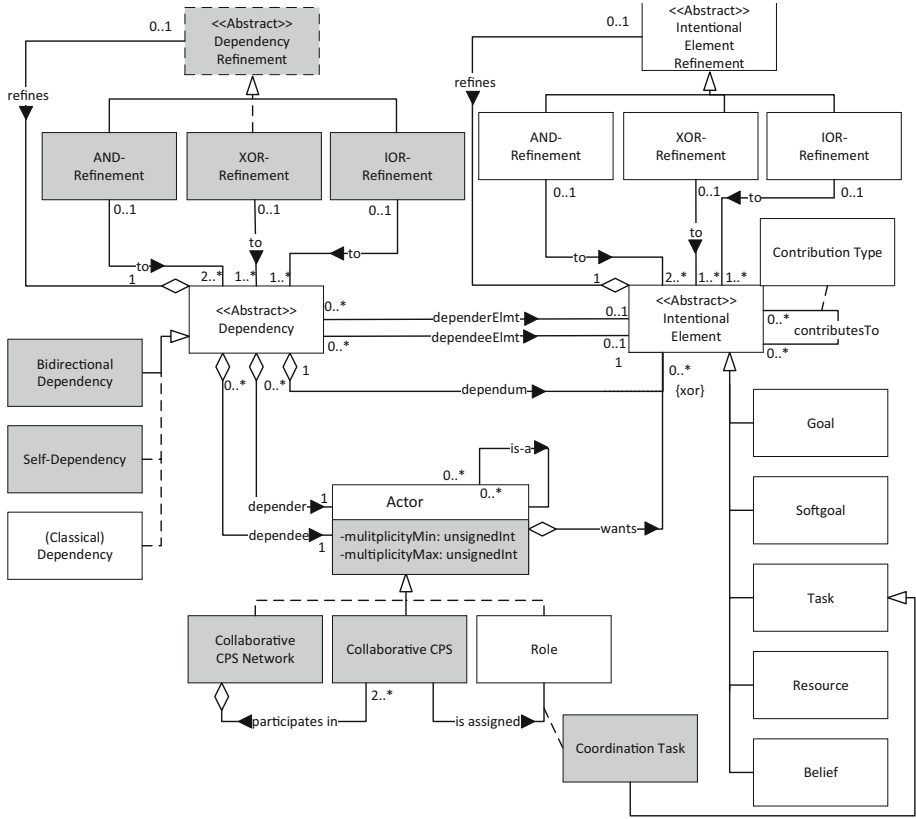 <<Abstract>>
Dependency
Refinement
0..1
refines
AND-
Refinement
XOR-
Refinement
IOR-
Refinement
0..1
0..1
0..1
to
to
to
1
2..*
1..*
1..*
<<Abstract>>
Dependency
<<Abstract>>
Intentional
Element
Refinement
0..1
refines
AND-
Refinement
XOR-
Refinement
IOR-
Refinement
0..1
0..1
0..1
to
to
to
1
2..*
1..*
1..*
<<Abstract>>
Intentional
Element
Contribution Type
0..*
contributesTo
0..*
0..*
dependerElmt
0..1
0..*
dependeeElmt
0..1
1
dependum
1
0..*
{xor}
0..*
0..*
Bidirectional
Dependency
Self-Dependency
(Classical)
Dependency
depender
1
dependee
1
is-a
0..*
0..*
Actor
-mulitplicityMin: unsignedInt
-multiplicityMax: unsignedInt
wants
Collaborative
CPS Network
Collaborative CPS
Role
2..*
participates in
is assigned
Coordination Task
Goal
Softgoal
Task
Resource
Belief